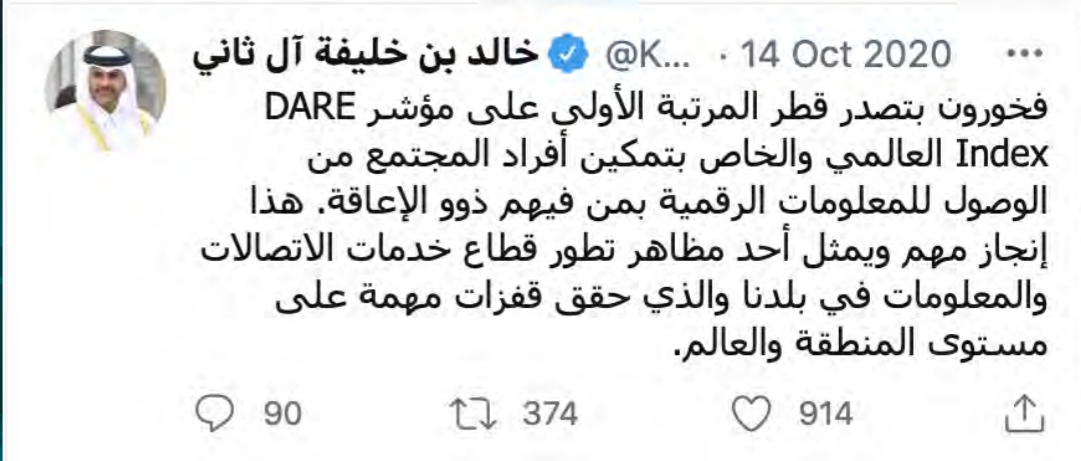 خالد بن خليفة آل ثاني @K... · 14 Oct 2020
فخورون بتصدر قطر المرتبة الأولى على مؤشر DARE
Index العالمي والخاص بتمكين أفراد المجتمع من
الوصول للمعلومات الرقمية بمن فيهم ذوو الإعاقة. هذا
إنجاز مهم ويمثل أحد مظاهر تطور قطاع خدمات الاتصالات
والمعلومات في بلدنا والذي حقق قفزات مهمة على
مستوى المنطقة والعالم.
90 374 914